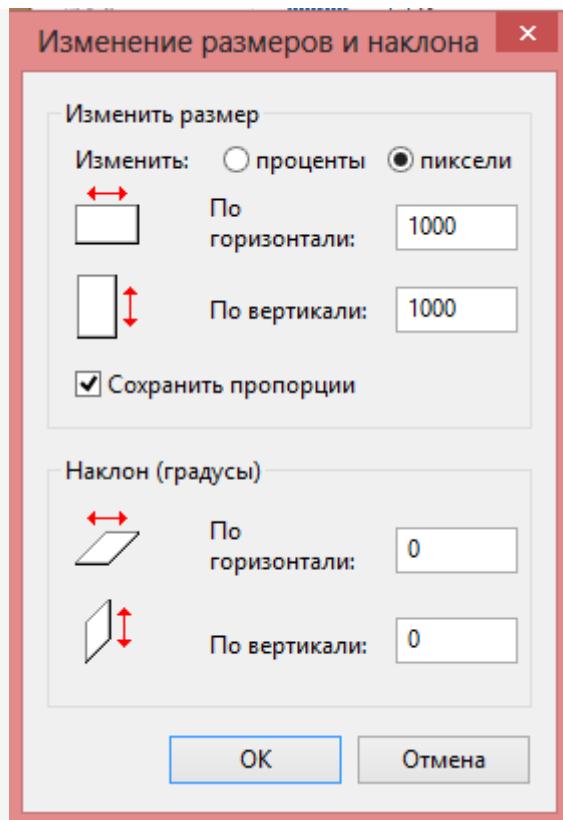 Изменение размеров и наклона
Изменить размер
Изменить: проценты пиксели
По
горизонтали: 1000
По вертикали: 1000
Сохранить пропорции
Наклон (градусы)
По
горизонтали: 0
По вертикали: 0
ОК Отмена